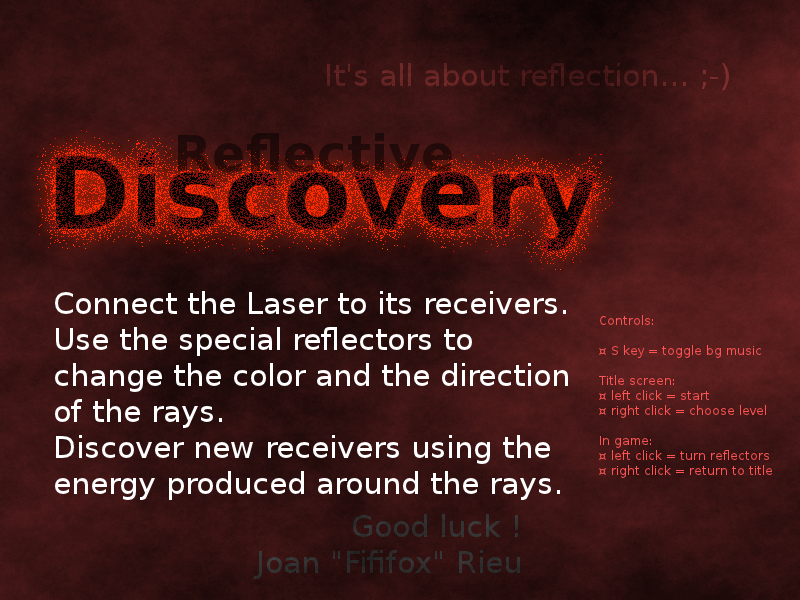 It's all about reflection... ;-)
Reflective
Discovery
Connect the Laser to its receivers.
Use the special reflectors to
change the color and the direction
of the rays.
Discover new receivers using the
energy produced around the rays.
Controls:
¤ S key = toggle bg music
Title screen:
¤ left click = start
¤ right click = choose level
In game:
¤ left click = turn reflectors
¤ right click = return to title
Good luck !
Joan "Fififox" Rieu